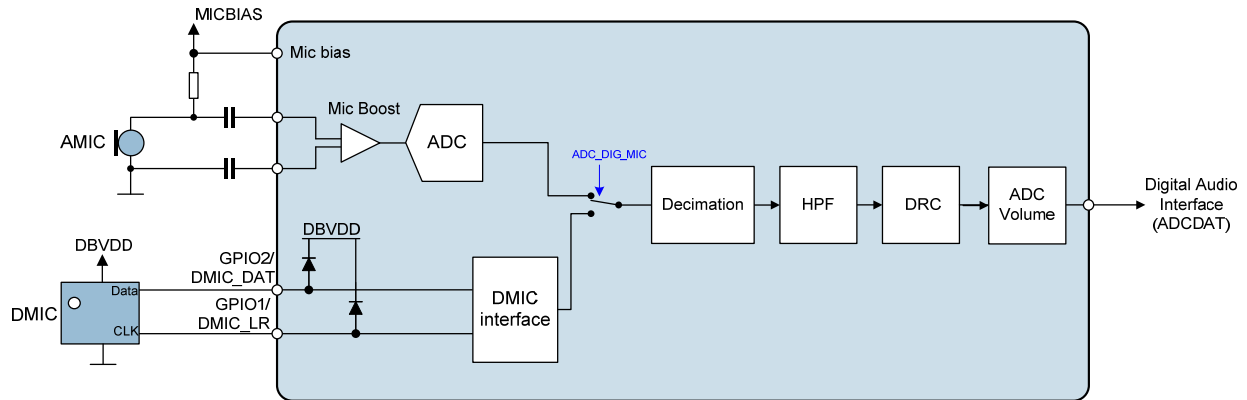 MICBIAS
Mic bias
Mic Boost
AMIC
ADC
ADC_DIG_MIC
Decimation
HPF
DRC
ADC
Volume
Digital Audio
Interface
(ADCDAT)
DBVDD
DBVDD
GPIO2/
DMIC_DAT
Data
DMIC
GPIO1/
DMIC_LR
CLK
DMIC
interface